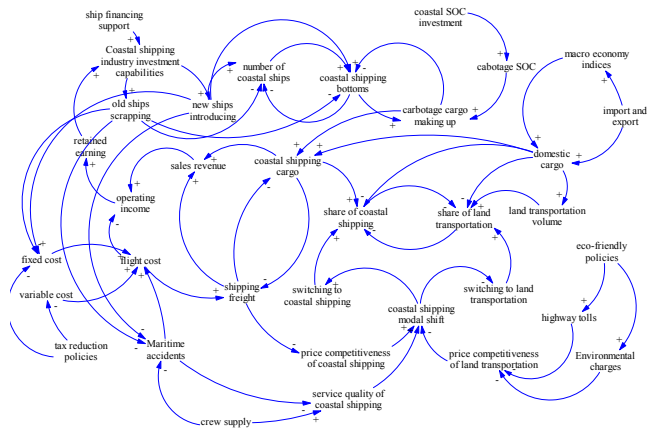 ship financing
support
coastal SOC
investment
Coastal shipping
industry investment
capabilities
number of
coastal ships
coastal shipping
bottoms
cabotage SOC
macro economy
indices
old ships
scrapping
new ships
introducing
carbotage cargo
making up
import and
export
retained
earning
sales revenue
coastal shipping
cargo
domestic
cargo
operating
income
share of coastal
shipping
share of land
transportation
land transportation
volume
fixed cost
flight cost
eco-friendly
policies
variable cost
shipping
freight
switching to
coastal shipping
coastal shipping
modal shift
switching to land
transportation
highway tolls
tax reduction
policies
Maritime
accidents
price competitiveness
of coastal shipping
price competitiveness
of land transportation
Environmental
charges
service quality of
coastal shipping
crew supply